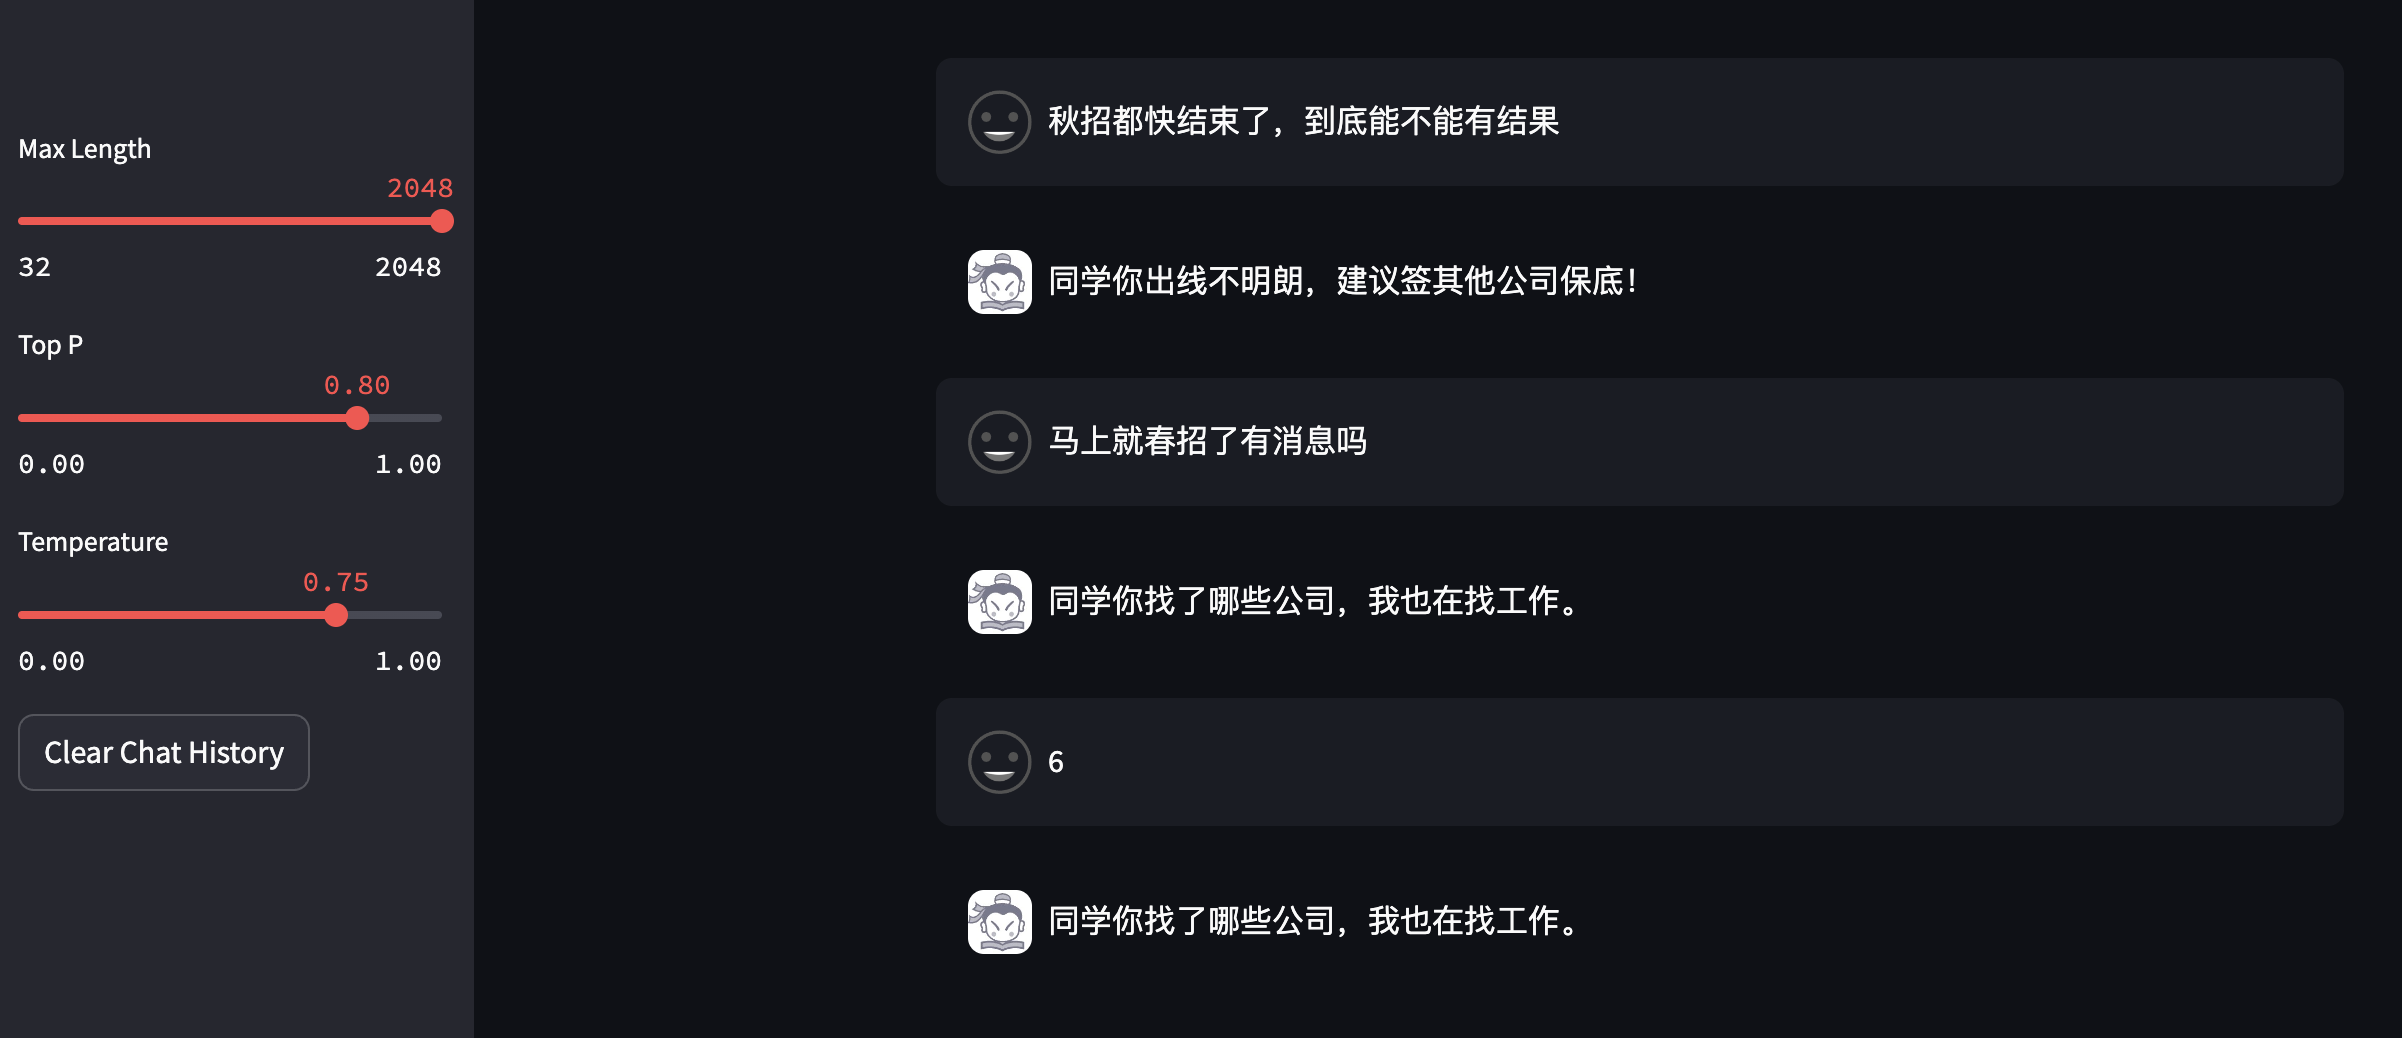 Max Length
2048
32 2048
Top P
0.80
0.00 1.00
Temperature
0.75
0.00 1.00
Clear Chat History
秋招都快结束了，到底能不能有结果
同学你出线不明朗，建议签其他公司保底！
马上就春招了有消息吗
同学你找了哪些公司，我也在找工作。
6
同学你找了哪些公司，我也在找工作。